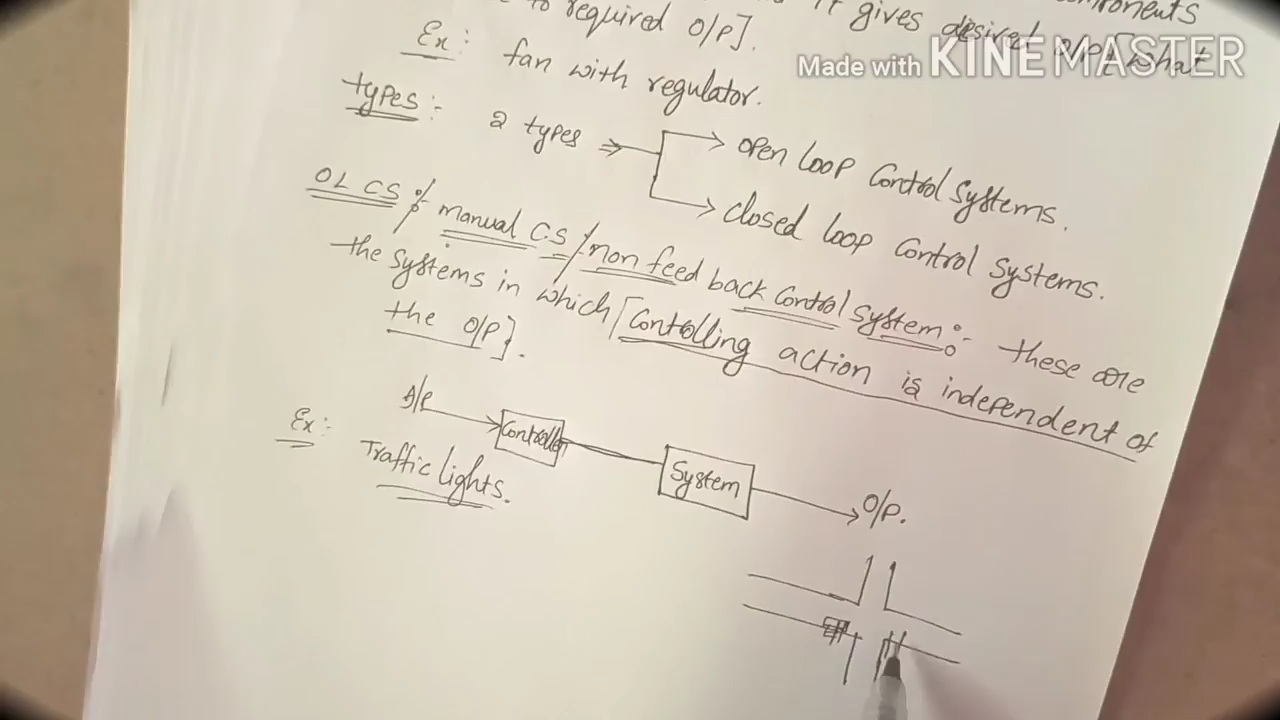 omponents
it gives desired o/p [what
to required O/P].
Made with KINEMASTER
Ex: fan with regulator.
types:- 2 types ⇒ open loop Control Systems.
closed loop Control Systems.
OL CS / manual C.S / non feed back Control System:- these are
the systems in which [Controlling action is independent of
the O/P].
I/P Controller System O/P.
Ex:- Traffic lights.